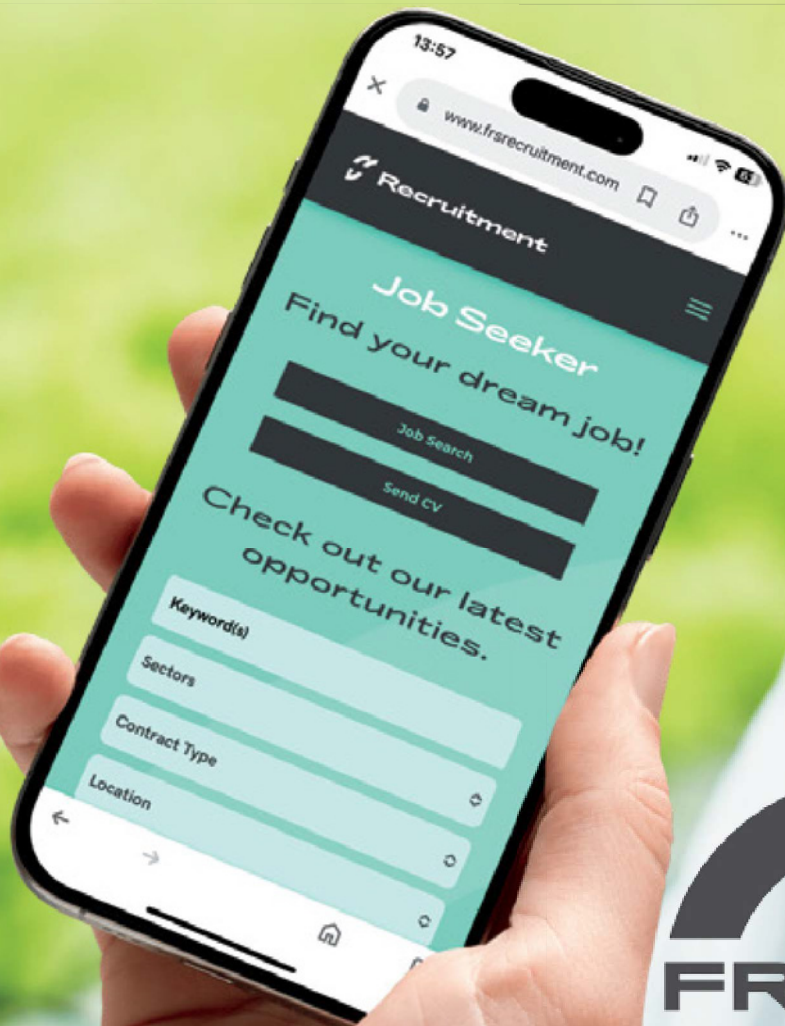 13:57
www.frsrecruitment.com
Recruitment
Job Seeker
Find your dream job!
Job Search
Send CV
Check out our latest
opportunities.
Keyword(s)
Sectors
Contract Type
Location
FR